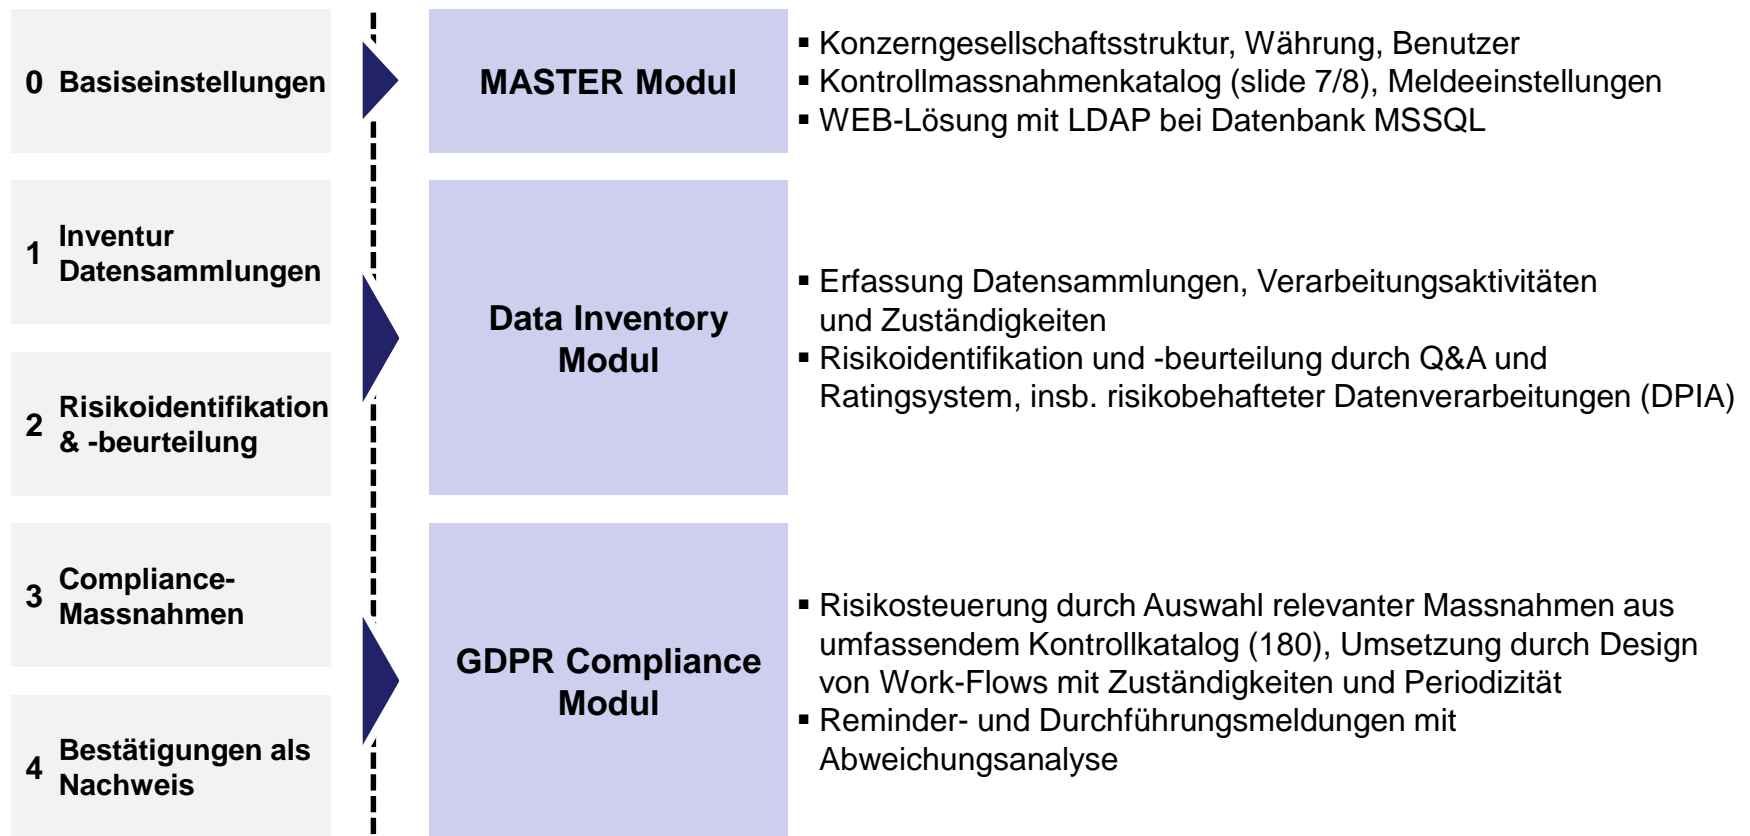 0 Basiseinstellungen
MASTER Modul
▪ Konzerngesellschaftsstruktur, Währung, Benutzer
▪ Kontrollmassnahmenkatalog (slide 7/8), Meldeeinstellungen
▪ WEB-Lösung mit LDAP bei Datenbank MSSQL
1 Inventur
Datensammlungen
2 Risikoidentifikation
& -beurteilung
Data Inventory
Modul
▪ Erfassung Datensammlungen, Verarbeitungsaktivitäten
und Zuständigkeiten
▪ Risikoidentifikation und -beurteilung durch Q&A und
Ratingsystem, insb. risikobehafteter Datenverarbeitungen (DPIA)
3 Compliance-
Massnahmen
4 Bestätigungen als
Nachweis
GDPR Compliance
Modul
▪ Risikosteuerung durch Auswahl relevanter Massnahmen aus
umfassendem Kontrollkatalog (180), Umsetzung durch Design
von Work-Flows mit Zuständigkeiten und Periodizität
▪ Reminder- und Durchführungsmeldungen mit
Abweichungsanalyse